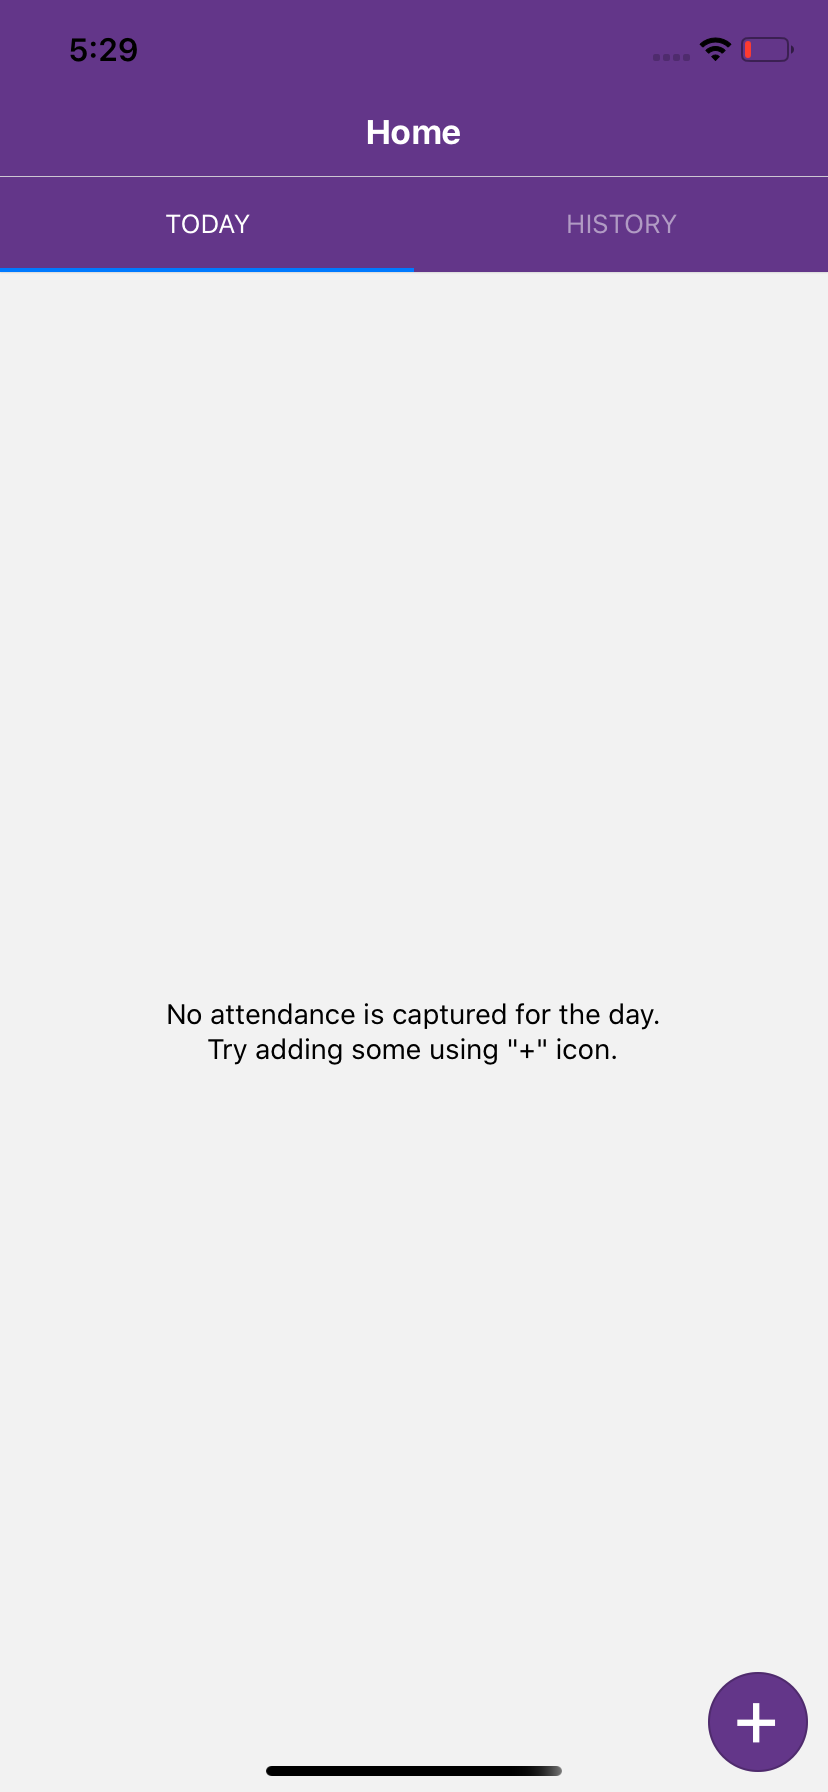 5:29
Home
TODAY
HISTORY
No attendance is captured for the day.
Try adding some using "+" icon.
+